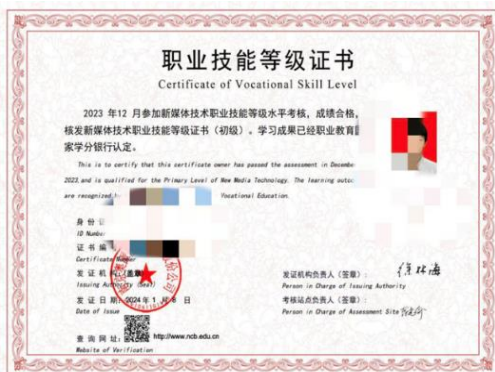 职业技能等级证书
Certificate of Vocational Skill Level
2023 年12 月参加新媒体技术职业技能等级水平考核，成绩合格，
核发新媒体技术职业技能等级证书（初级）。学习成果已经职业教育国
家学分银行认定。
This is to certify that this certificate owner has passed the assessment in Decembe
2023, and is qualified for the Primary Level of New Media Technology. The learning outco
are recognized Vocational Education.
身 份 证
ID Number
证 书 编
Certificate Number
发 证 机 （盖章）
Issuing Authority (Seal)
发 证 日 期：2024 年 1 月 8 日
Date of Issue
查 询 网 址： http://www.ncb.edu.cn
Website of Verification
发证机构负责人（签章）：
Person in Charge of Issuing Authority
考核站点负责人（签章）：
Person in Charge of Assessment Site